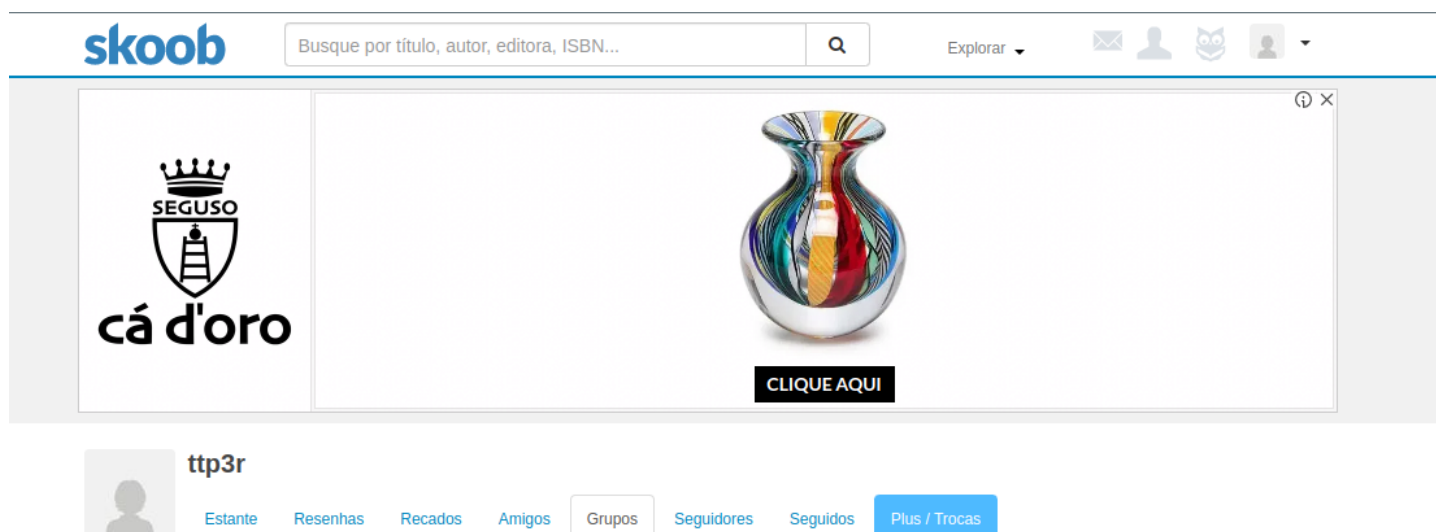 skoob
Busque por título, autor, editora, ISBN...
Explorar
SEGUSO
cá d'oro
CLIQUE AQUI
ttp3r
Estante Resenhas Recados Amigos Grupos Seguidores Seguidos Plus / Trocas